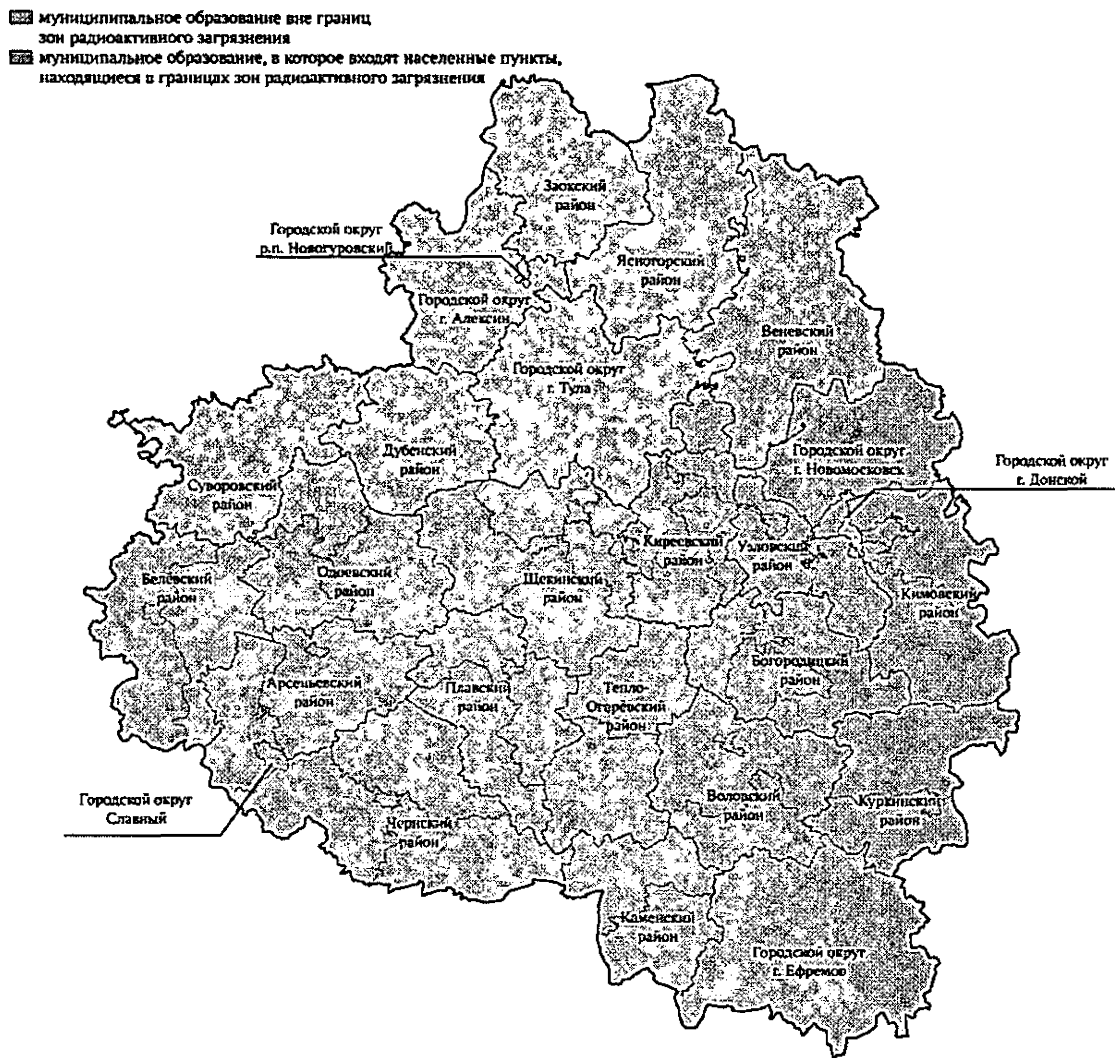 муниципипальное образование вне границ
зон радиоактивного загрязнения
муниципальное образование, в которое входят населенные пункты,
находящиеся в границах зон радиоактивного загрязнения
Заокский
район
Городской округ
р.п. Новогуровский
Ясногорский
район
Городской округ
г. Алексин
Веневский
район
Городской округ
г. Тула
Дубенский
район
Городской округ
г. Новомосковск
Городской округ
г. Донской
Суворовский
район
Киреевский
район
Узловский
район
Белевский
район
Одоевский
район
Щекинский
район
Кимовский
район
Богородицкий
район
Арсеньевский
район
Плавский
район
Тепло-
Огаревский
район
Городской округ
Славный
Воловский
район
Куркинский
район
Чернский
район
Каменский
район
Городской округ
г. Ефремов